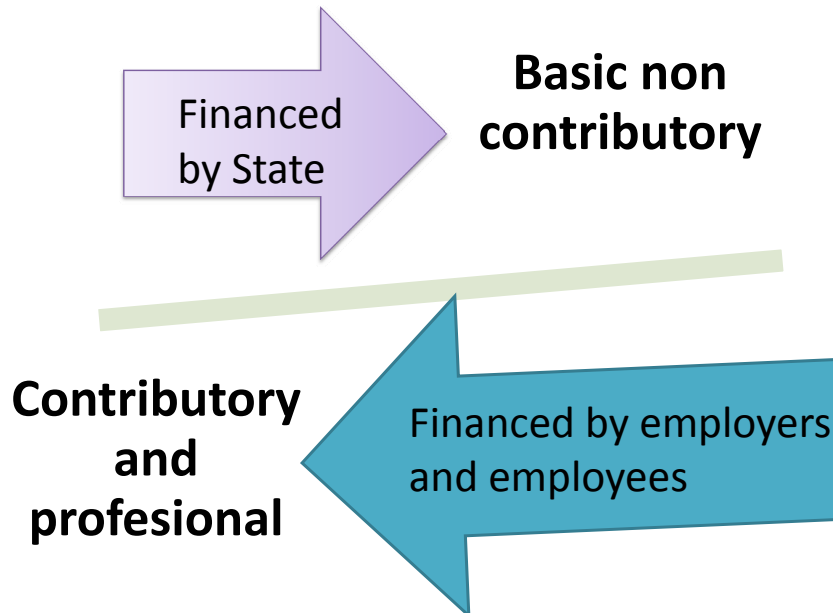 Financed
by State
Basic non
contributory
Contributory
and
profesional
Financed by employers
and employees